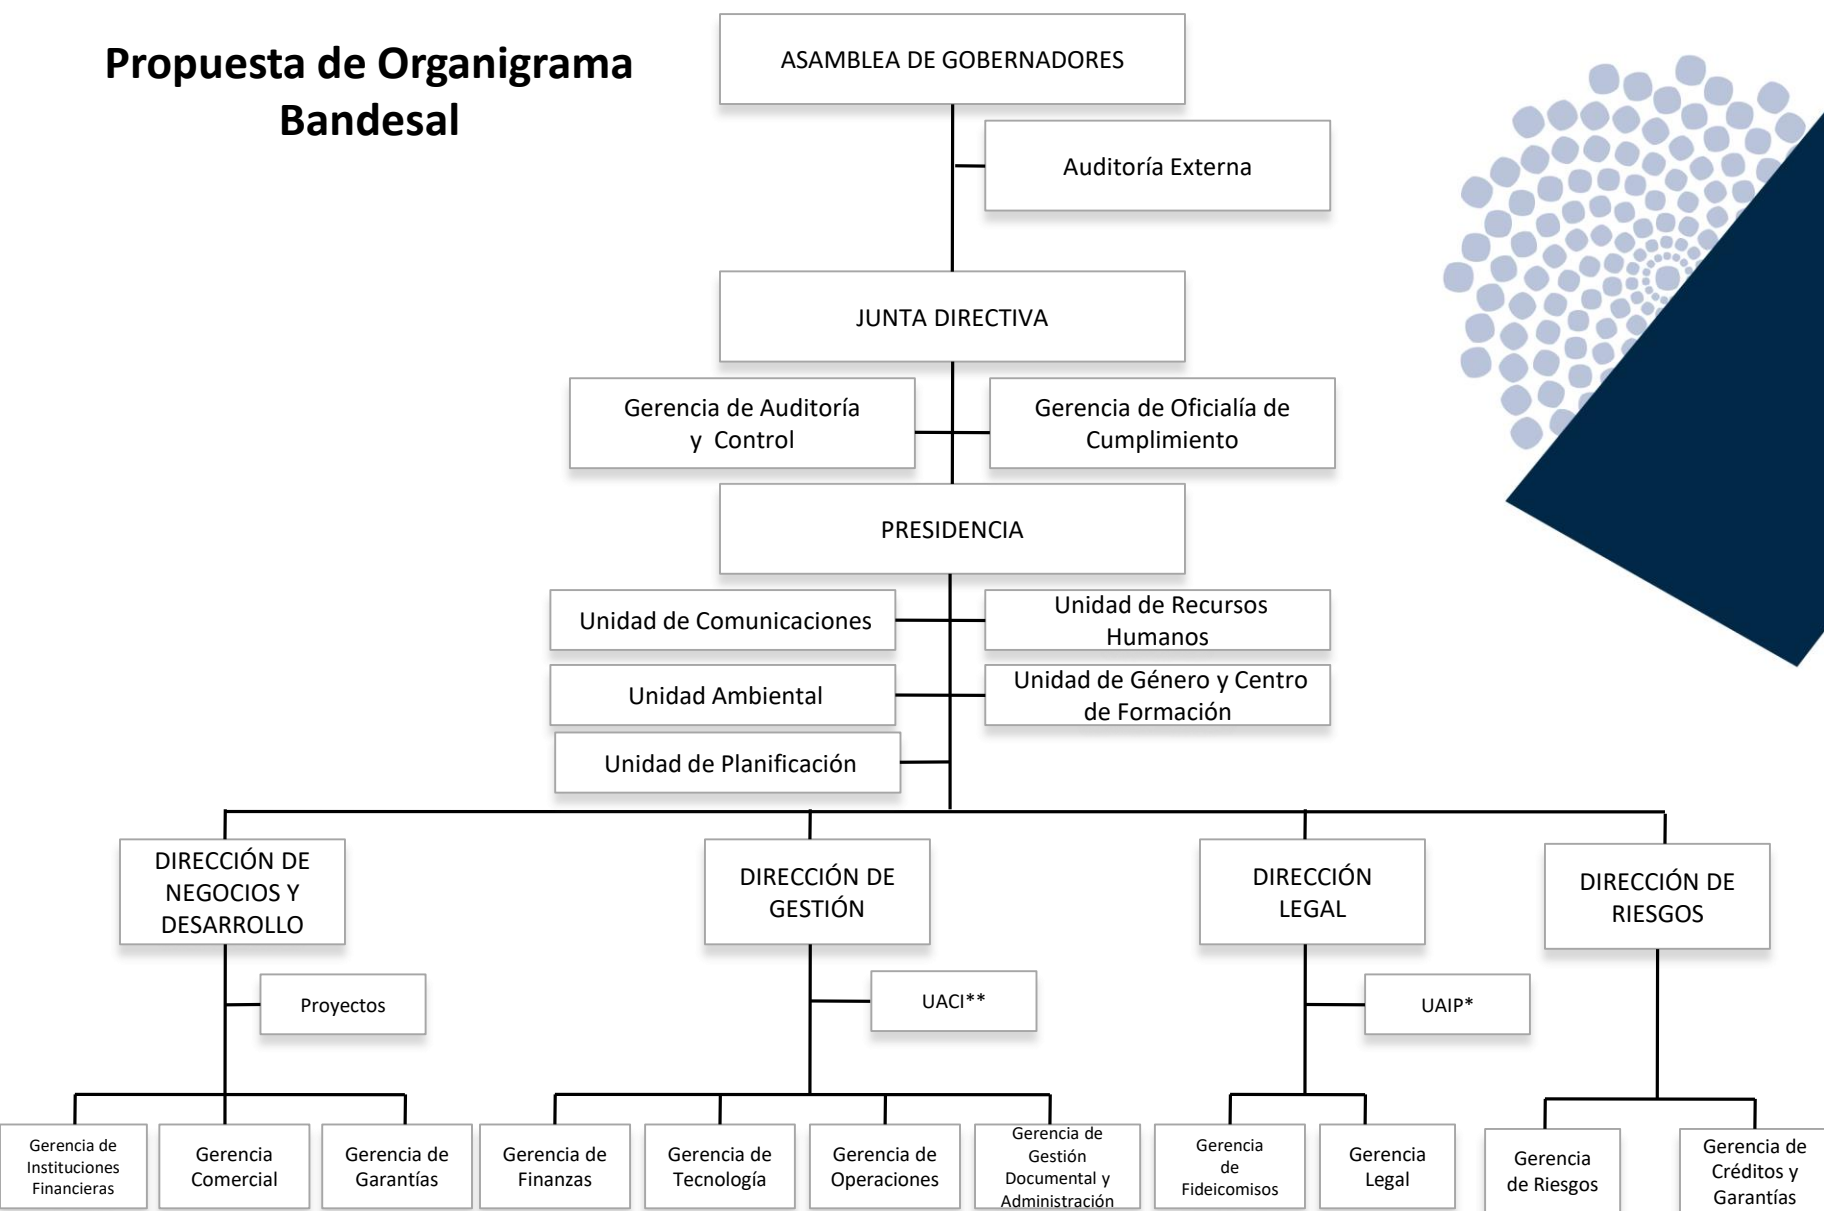 Propuesta de Organigrama
Bandesal
ASAMBLEA DE GOBERNADORES
Auditoría Externa
JUNTA DIRECTIVA
Gerencia de Auditoría
y Control
Gerencia de Oficialía de
Cumplimiento
PRESIDENCIA
Unidad de Comunicaciones
Unidad de Recursos
Humanos
Unidad Ambiental
Unidad de Género y Centro
de Formación
Unidad de Planificación
DIRECCIÓN DE
NEGOCIOS Y
DESARROLLO
DIRECCIÓN DE
GESTIÓN
DIRECCIÓN
LEGAL
DIRECCIÓN DE
RIESGOS
Proyectos
UACI**
UAIP*
Gerencia de
Instituciones
Financieras
Gerencia
Comercial
Gerencia de
Garantías
Gerencia de
Finanzas
Gerencia de
Tecnología
Gerencia de
Operaciones
Gerencia de
Gestión
Documental y
Administración
Gerencia
de
Fideicomisos
Gerencia
Legal
Gerencia
de Riesgos
Gerencia de
Créditos y
Garantías